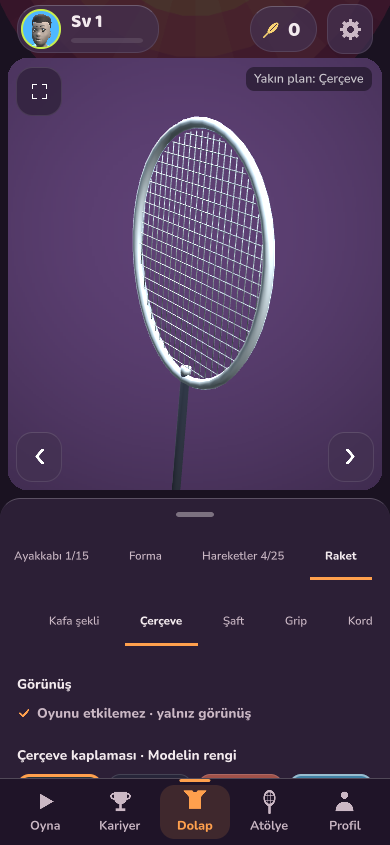 Sv 1
0
Yakın plan: Çerçeve
Ayakkabı 1/15 Forma Hareketler 4/25 Raket
Kafa şekli Çerçeve Şaft Grip Kord
Görünüş
Oyunu etkilemez · yalnız görünüş
Çerçeve kaplaması · Modelin rengi
Oyna Kariyer Dolap Atölye Profil